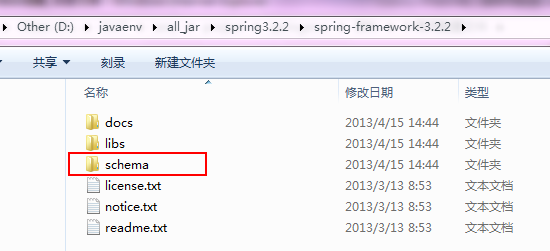 Other (D:) ▸ javaenv ▸ all_jar ▸ spring3.2.2 ▸ spring-framework-3.2.2 ▸
共享 刻录 新建文件夹
名称 修改日期 类型
docs 2013/4/15 14:44 文件夹
libs 2013/4/15 14:44 文件夹
schema 2013/4/15 14:44 文件夹
license.txt 2013/3/13 8:53 文本文档
notice.txt 2013/3/13 8:53 文本文档
readme.txt 2013/3/13 8:53 文本文档